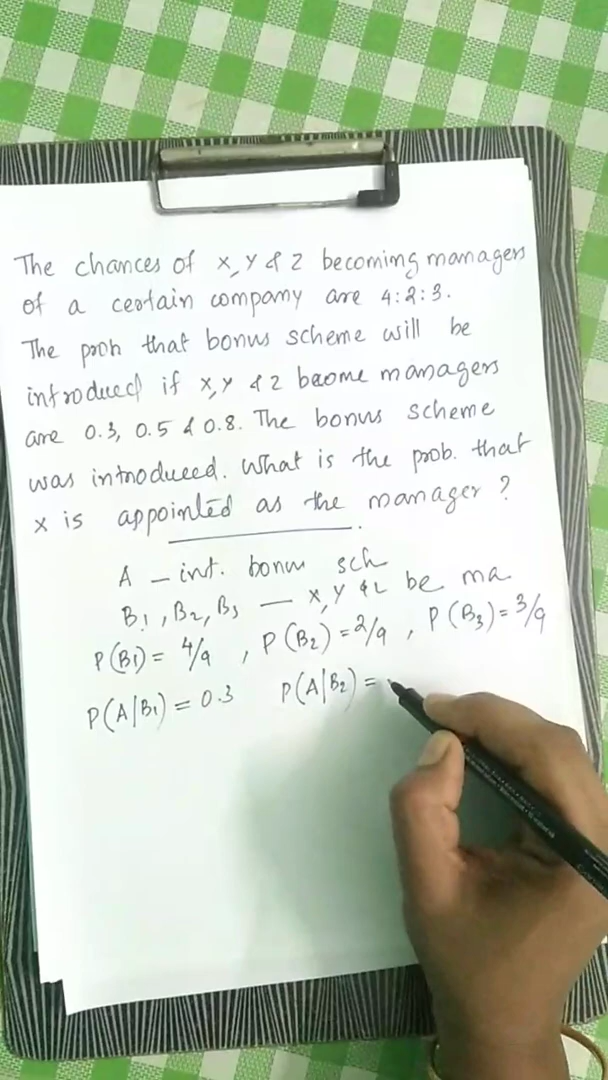 The chances of X, Y & Z becoming managers
of a certain company are 4:2:3.
The prob that bonus scheme will be
introduced if X, Y & Z become managers
are 0.3, 0.5 & 0.8. The bonus scheme
was introduced. What is the prob. that
X is appointed as the manager?
A – int. bonus sch
B1, B2, B3 — X, Y & Z be ma
P(B1) = 4/9 , P(B2) = 2/9 , P(B3) = 3/9
P(A|B1) = 0.3 P(A|B2) =